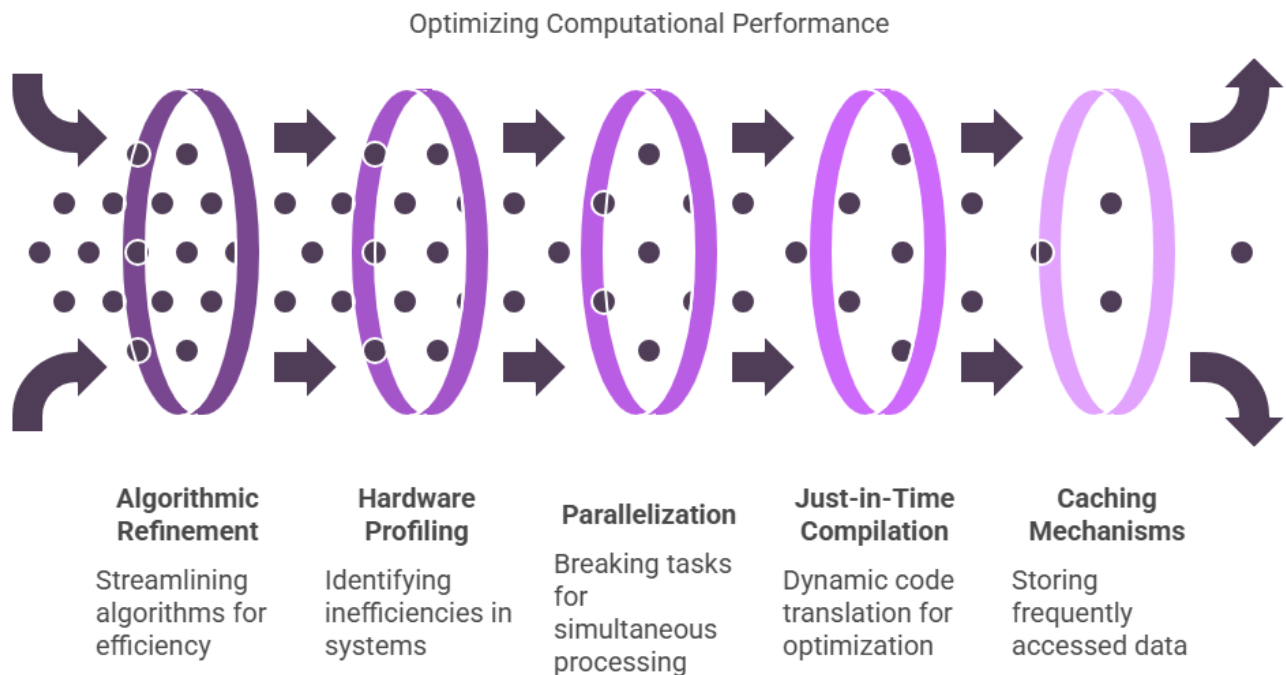 Optimizing Computational Performance
Algorithmic
Refinement
Streamlining
algorithms for
efficiency
Hardware
Profiling
Identifying
inefficiencies in
systems
Parallelization
Breaking tasks
for
simultaneous
processing
Just-in-Time
Compilation
Dynamic code
translation for
optimization
Caching
Mechanisms
Storing
frequently
accessed data